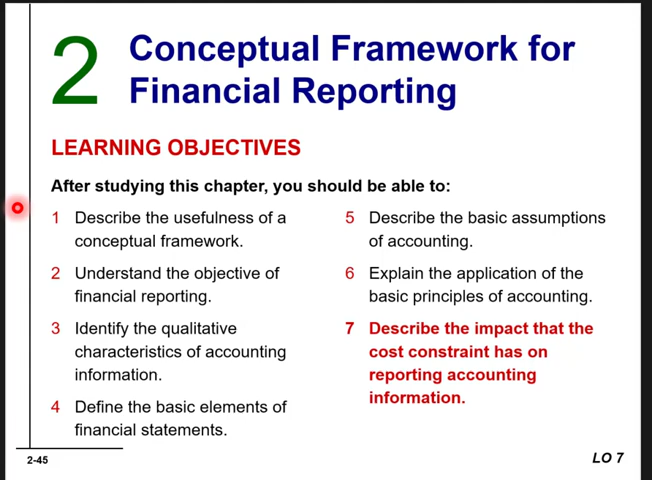 2
Conceptual Framework for
Financial Reporting
LEARNING OBJECTIVES
After studying this chapter, you should be able to:
1 Describe the usefulness of a
conceptual framework.
2 Understand the objective of
financial reporting.
3 Identify the qualitative
characteristics of accounting
information.
4 Define the basic elements of
financial statements.
5 Describe the basic assumptions
of accounting.
6 Explain the application of the
basic principles of accounting.
7 Describe the impact that the
cost constraint has on
reporting accounting
information.
2-45
LO 7